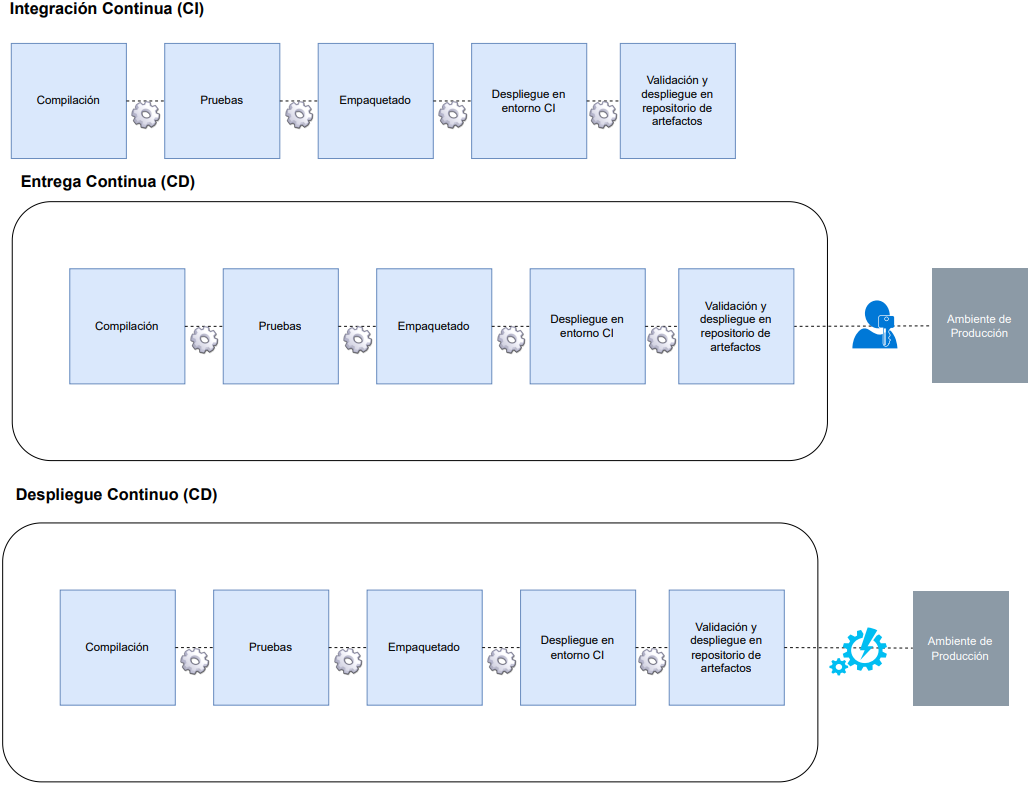 Integración Continua (CI)
Compilación
Pruebas
Empaquetado
Despliegue en
entorno CI
Validación y
despliegue en
repositorio de
artefactos
Entrega Continua (CD)
Compilación
Pruebas
Empaquetado
Despliegue en
entorno CI
Validación y
despliegue en
repositorio de
artefactos
Ambiente de
Producción
Despliegue Continuo (CD)
Compilación
Pruebas
Empaquetado
Despliegue en
entorno CI
Validación y
despliegue en
repositorio de
artefactos
Ambiente de
Producción